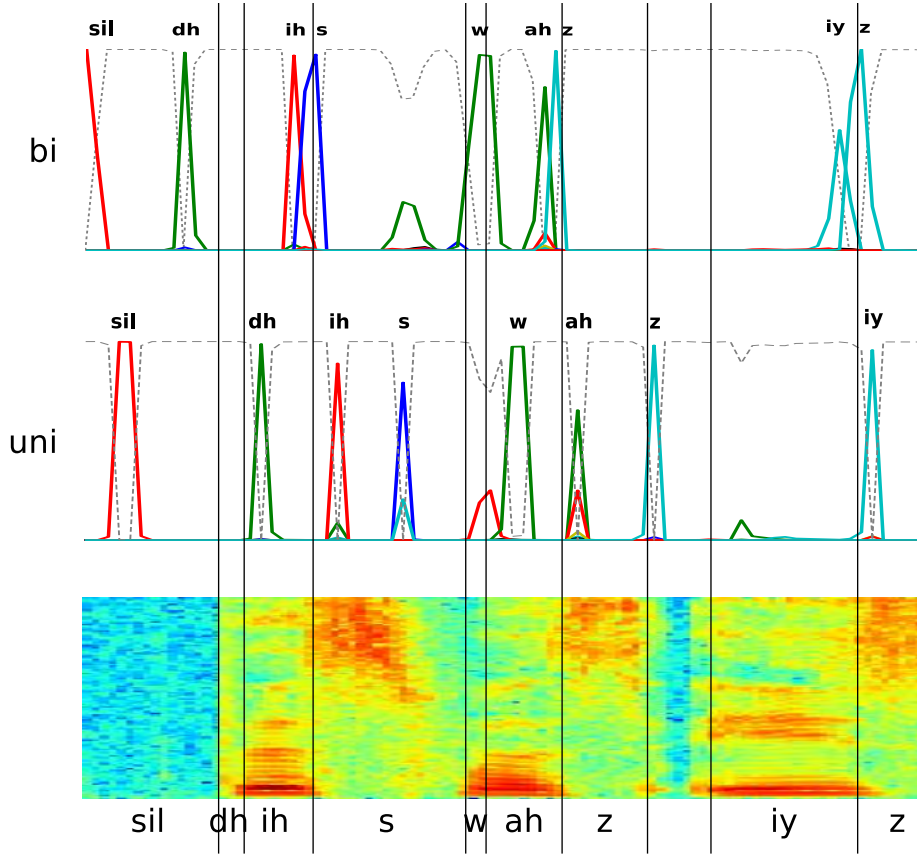 sil dh ih s w ah z iy z
bi
sil dh ih s w ah z iy
uni
sil dh ih s w ah z iy z